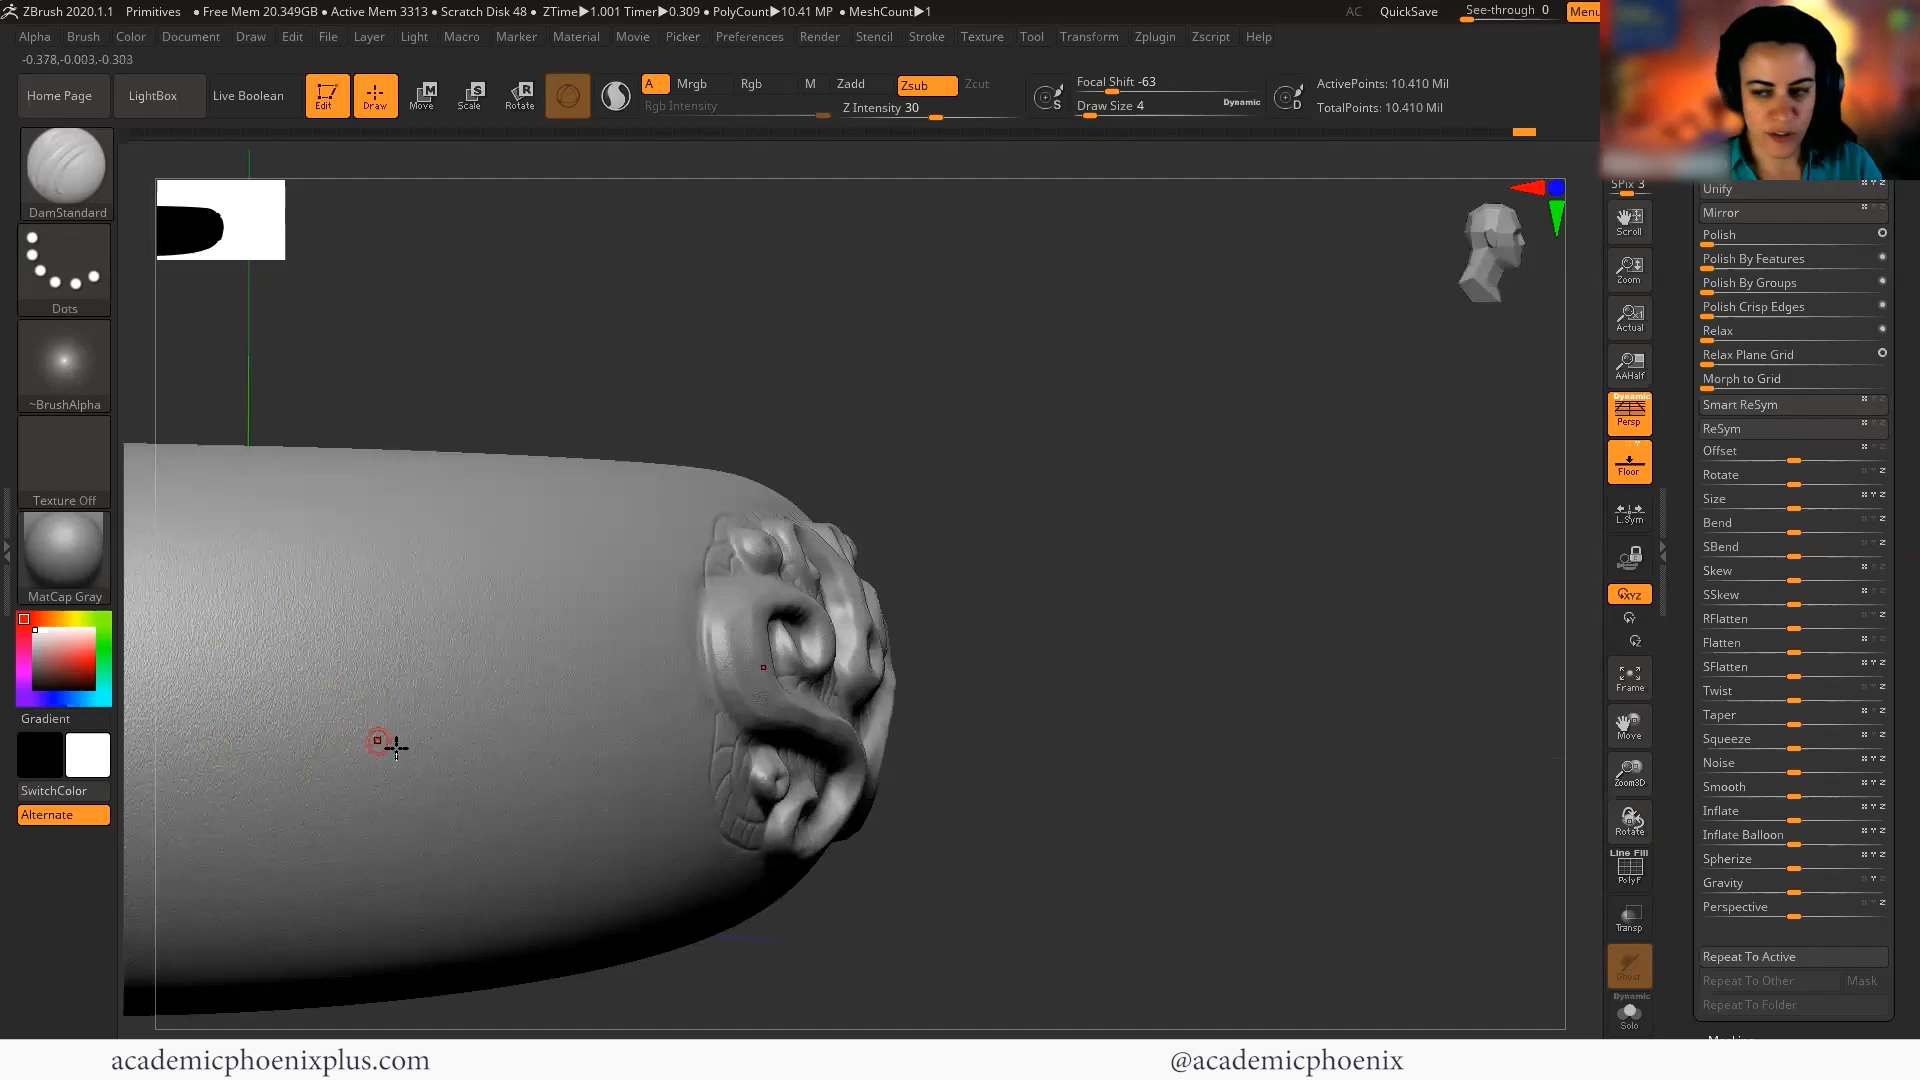 ZBrush 2020.1.1 Primitives • Free Mem 20.349GB • Active Mem 3313 • Scratch Disk 48 • ZTime▶1.001 Timer▶0.309 • PolyCount▶10.41 MP • MeshCount▶1 AC QuickSave See-through 0 Menu
Alpha Brush Color Document Draw Edit File Layer Light Macro Marker Material Movie Picker Preferences Render Stencil Stroke Texture Tool Transform Zplugin Zscript Help
-0.378,-0.003,-0.303
Home Page LightBox Live Boolean Edit Draw Move Scale Rotate
A Mrgb Rgb M Zadd Zsub Zcut
Rgb Intensity Z Intensity 30
Focal Shift -63
Draw Size 4 Dynamic
ActivePoints: 10.410 Mil
TotalPoints: 10.410 Mil
DamStandard
Dots
~BrushAlpha
Texture Off
MatCap Gray
Gradient
SwitchColor
Alternate
SPix 3
Scroll
Zoom
Actual
AAHalf
Dynamic
Persp
Floor
L.Sym
XYZ
Frame
Move
Zoom3D
Rotate
Line Fill
PolyF
Transp
Ghost
Dynamic
Solo
Unify
Mirror
Polish
Polish By Features
Polish By Groups
Polish Crisp Edges
Relax
Relax Plane Grid
Morph to Grid
Smart ReSym
ReSym
Offset
Rotate
Size
Bend
SBend
Skew
SSkew
RFlatten
Flatten
SFlatten
Twist
Taper
Squeeze
Noise
Smooth
Inflate
Inflate Balloon
Spherize
Gravity
Perspective
Repeat To Active
Repeat To Other Mask
Repeat To Folder
academicphoenixplus.com @academicphoenix